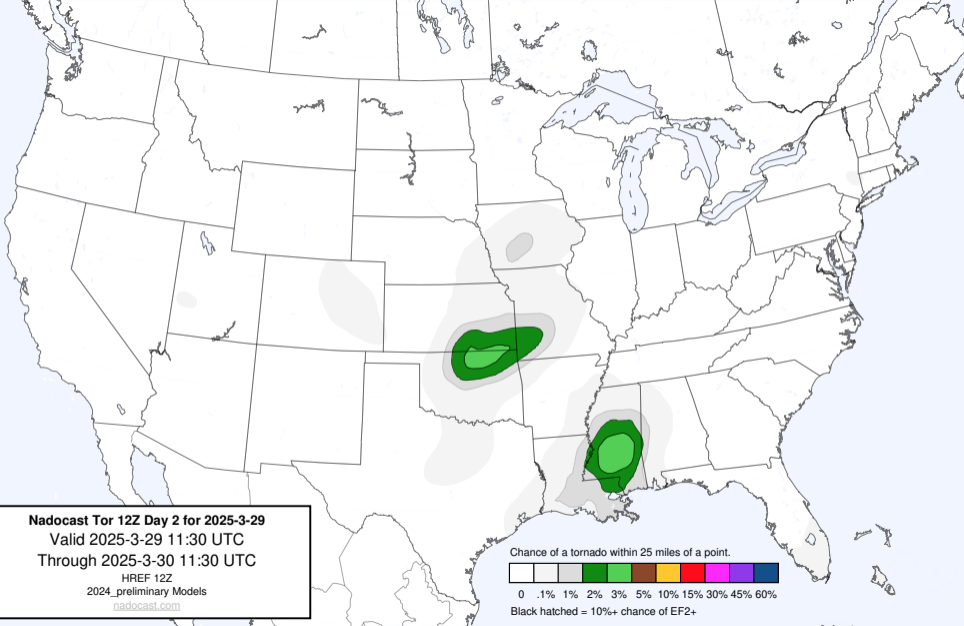 Nadocast Tor 12Z Day 2 for 2025-3-29
Valid 2025-3-29 11:30 UTC
Through 2025-3-30 11:30 UTC
HREF 12Z
2024_preliminary Models
nadocast.com
Chance of a tornado within 25 miles of a point.
0 .1% 1% 2% 3% 5% 10% 15% 30% 45% 60%
Black hatched = 10%+ chance of EF2+